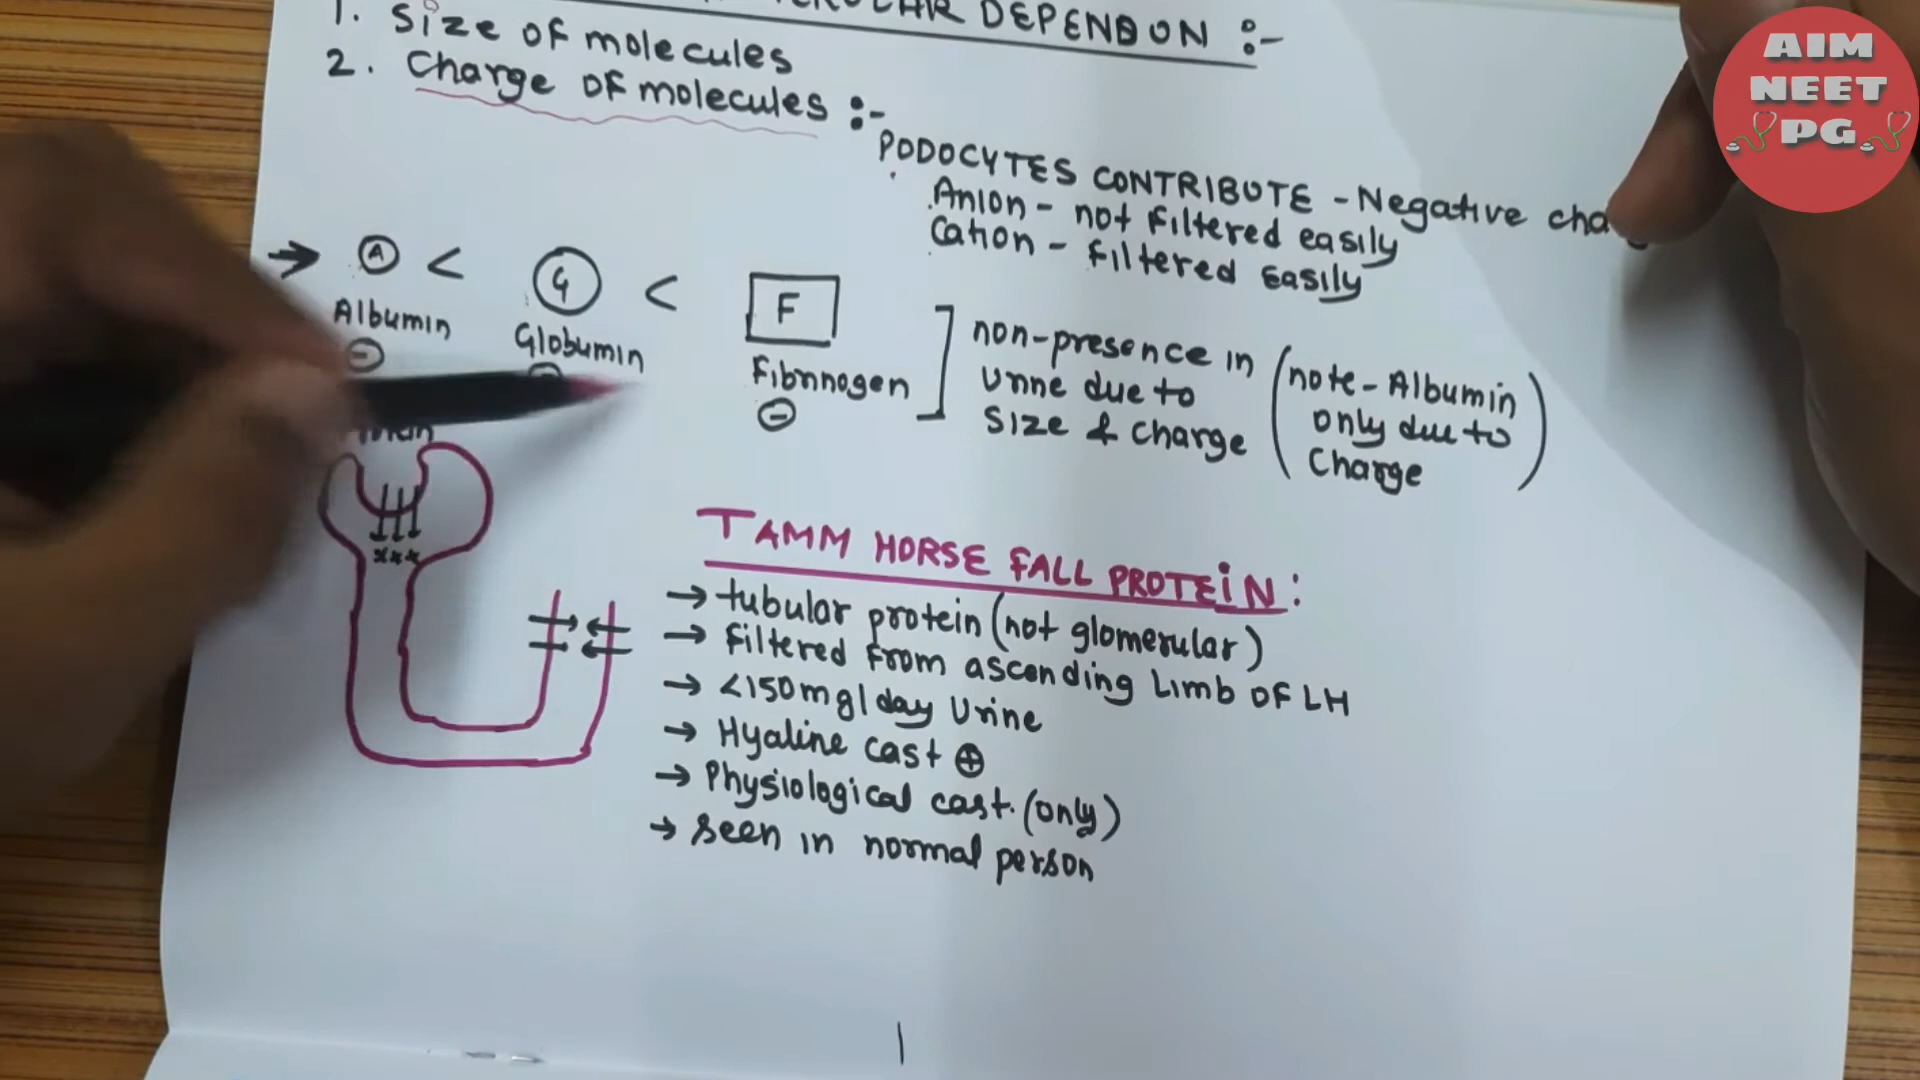 DEPEND ON :-
1. Size of molecules
2. Charge of molecules :-
PODOCYTES CONTRIBUTE - Negative
Anion - not filtered easily
Cation - filtered easily
→ A < G < F
Albumin Globumin Fibrinogen
non-presence in
urine due to
size & charge
(note - Albumin
only due to
charge)
TAMM HORSE FALL PROTEIN :
→ tubular protein (not glomerular)
→ filtered from ascending Limb OF LH
→ <150mg/day Urine
→ Hyaline cast ⊕
→ Physiological cast. (only)
→ seen in normal person
AIM
NEET
PG